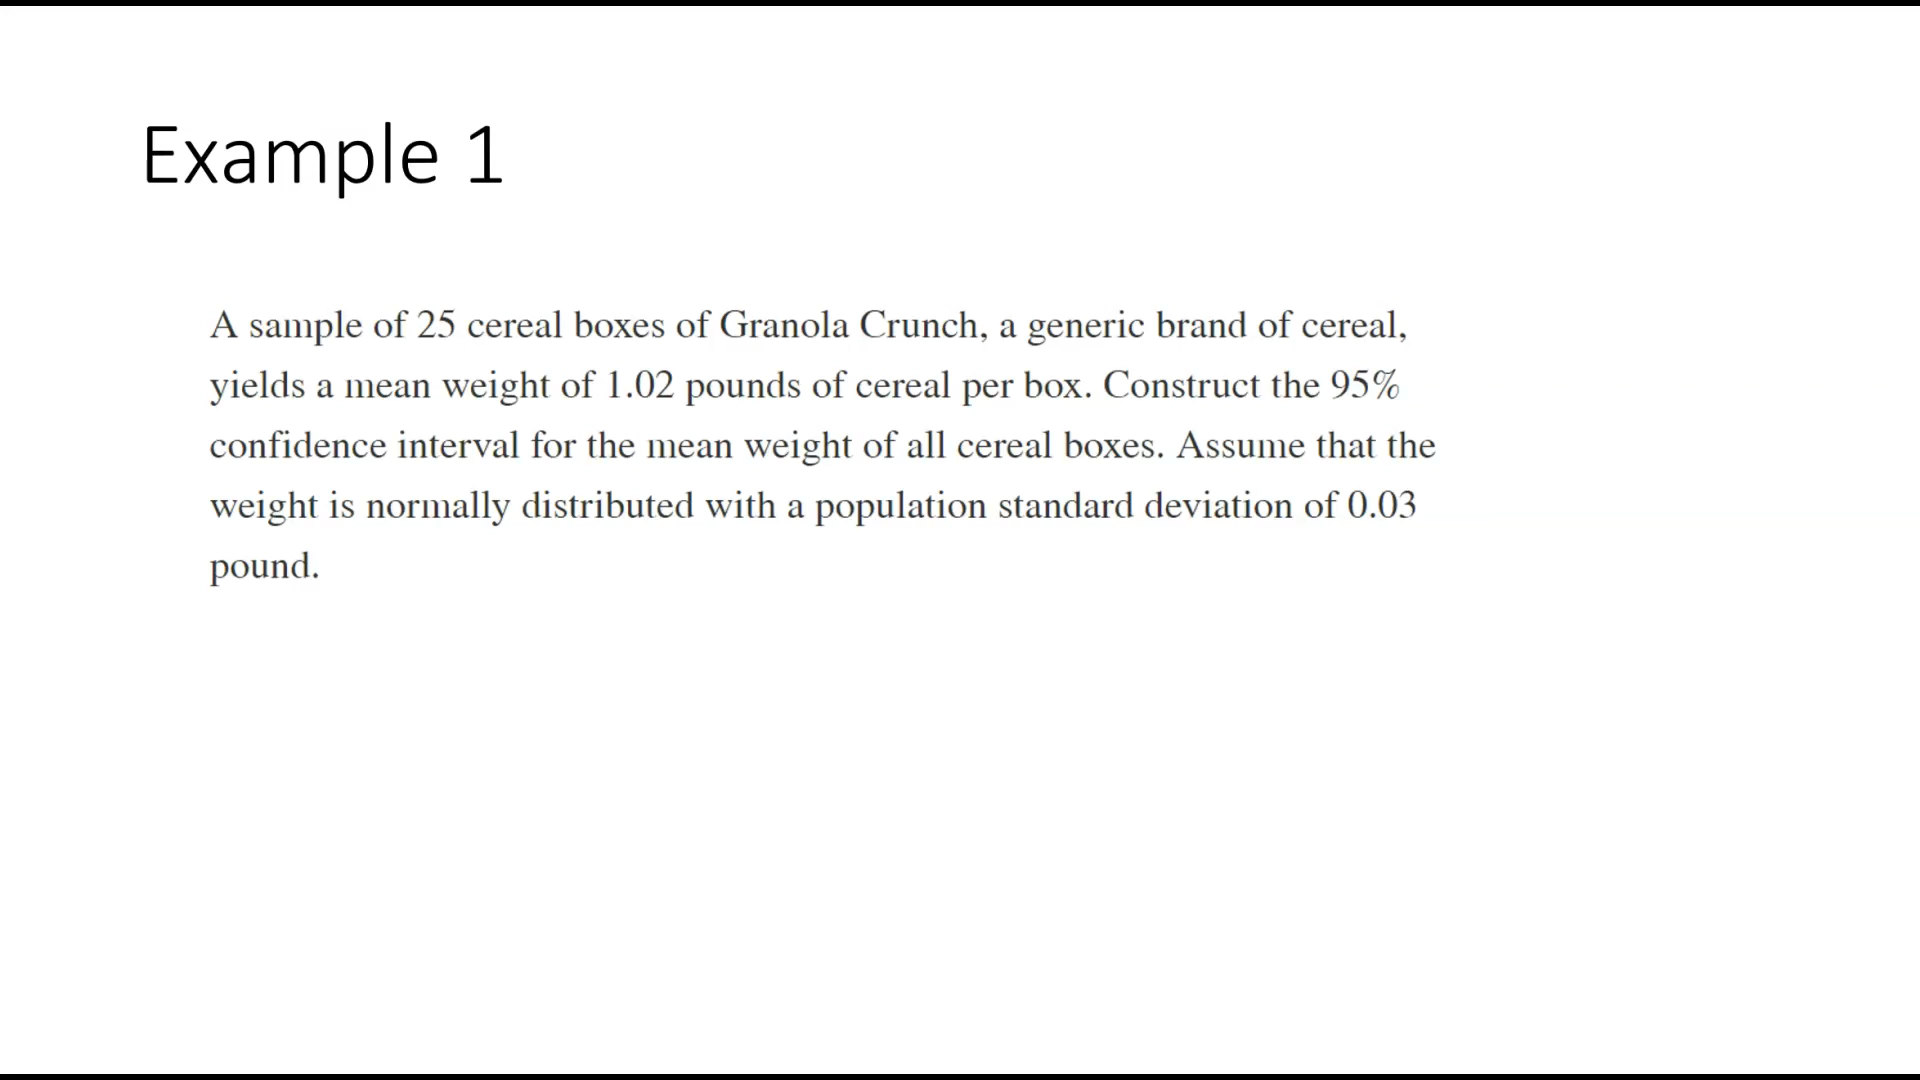 Example 1
A sample of 25 cereal boxes of Granola Crunch, a generic brand of cereal,
yields a mean weight of 1.02 pounds of cereal per box. Construct the 95%
confidence interval for the mean weight of all cereal boxes. Assume that the
weight is normally distributed with a population standard deviation of 0.03
pound.